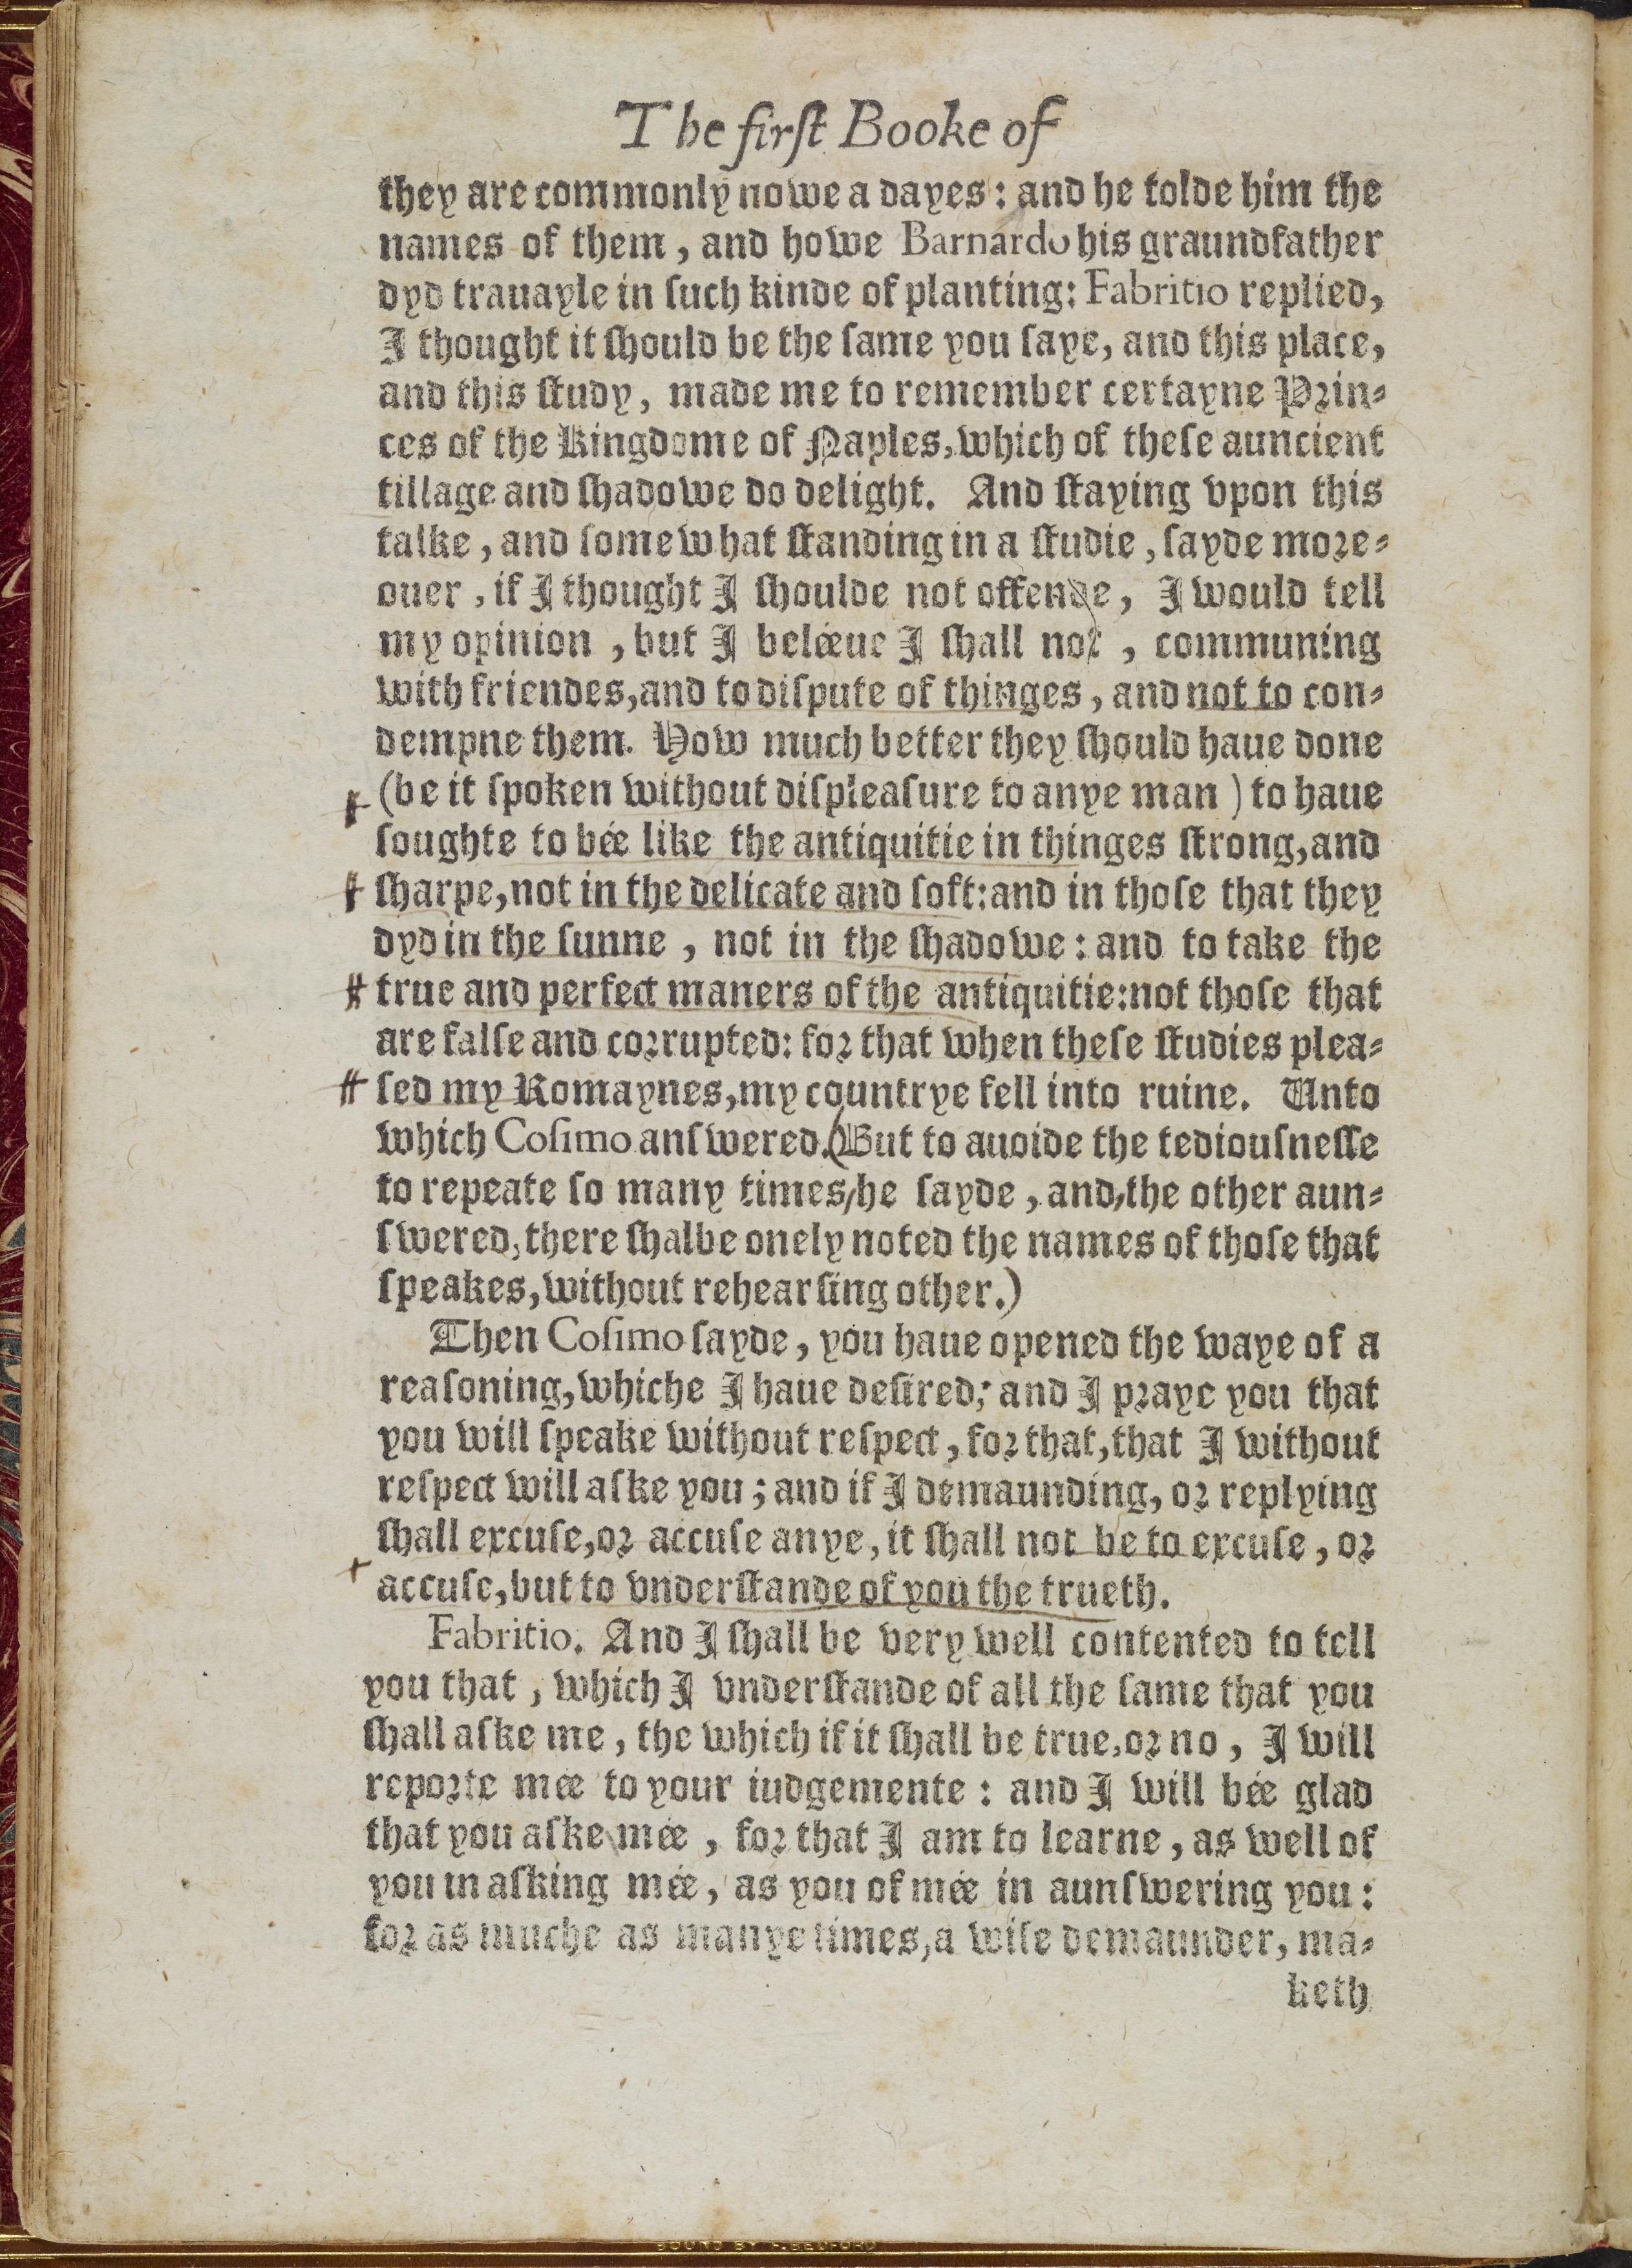 The firſt Booke of
they are commonly nowe a dayes: and he tolde him the
names of them, and howe Barnardo his graundfather
dyd trauayle in ſuch kinde of planting: Fabritio replied,
I thought it ſhould be the ſame you ſaye, and this place,
and this ſtudy, made me to remember certayne Prin-
ces of the Kingdome of Naples, which of theſe auncient
tillage and ſhadowe do delight. And ſtaying vpon this
talke, and ſomewhat ſtanding in a ſtudie, ſayde more-
ouer, if I thought I ſhoulde not offende, I would tell
my opinion, but I beléeue I ſhall not, communing
with friendes, and to diſpute of thinges, and not to con-
dempne them. How much better they ſhould haue done
(be it ſpoken without diſpleaſure to anye man) to haue
ſoughte to bée like the antiquitie in thinges ſtrong, and
ſharpe, not in the delicate and ſoft: and in thoſe that they
dyd in the ſunne, not in the ſhadowe: and to take the
true and perfect maners of the antiquitie: not thoſe that
are falſe and corrupted: for that when theſe ſtudies plea-
ſed my Romaynes, my countrye fell into ruine. Unto
which Coſimo anſwered. (But to auoide the tediouſneſſe
to repeate ſo many times, he ſayde, and, the other aun-
ſwered, there ſhalbe onely noted the names of thoſe that
ſpeakes, without rehearſing other.)
Then Coſimo ſayde, you haue opened the waye of a
reaſoning, whiche I haue deſired; and I praye you that
you will ſpeake without reſpect, for that, that I without
reſpect will aſke you; and if I demaunding, or replying
ſhall excuſe, or accuſe anye, it ſhall not be to excuſe, or
accuſe, but to vnderſtande of you the trueth.
Fabritio. And I ſhall be very well contented to tell
you that, which I vnderſtande of all the ſame that you
ſhall aſke me, the which if it ſhall be true, or no, I will
reporte mée to your iudgemente: and I will bée glad
that you aſke mée, for that I am to learne, as well of
you in aſking mée, as you of mée in aunſwering you:
for as muche as manye times, a wiſe demaunder, ma-
keth
BOUND BY F. BEDFORD